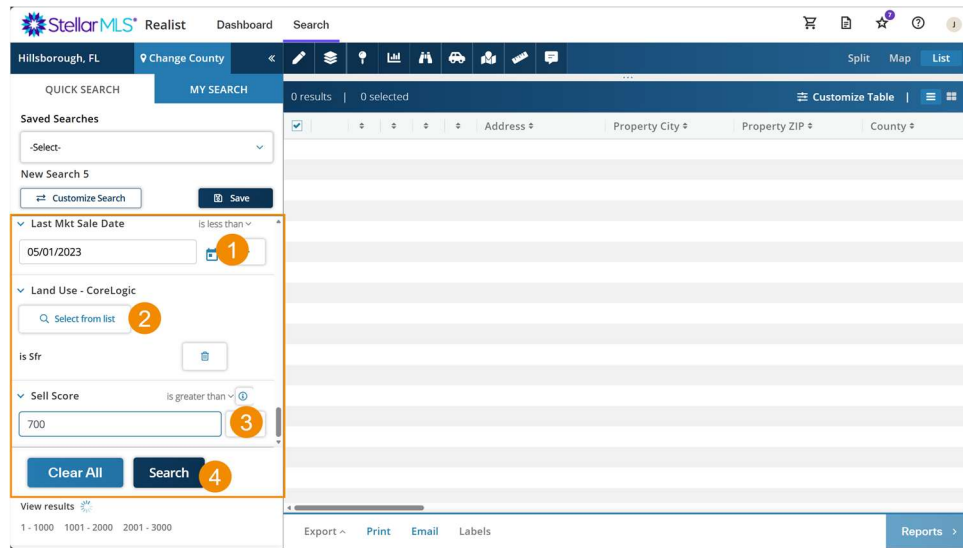 StellarMLS Realist Dashboard Search 7 J
Hillsborough, FL Change County « Split Map List
QUICK SEARCH MY SEARCH
0 results | 0 selected Customize Table |
Saved Searches
Address Property City Property ZIP County
-Select-
New Search 5
Customize Search Save
Last Mkt Sale Date is less than
05/01/2023 1
Land Use - CoreLogic
Select from list 2
is Sfr
Sell Score is greater than
700 3
Clear All Search 4
View results
1 - 1000 1001 - 2000 2001 - 3000
Export Print Email Labels Reports >